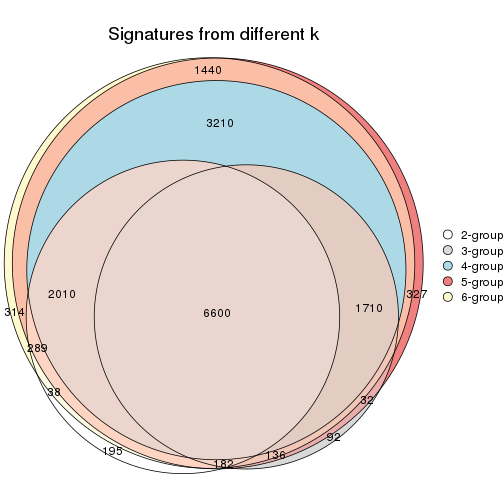 Signatures from different k
1440
3210
2-group
3-group
4-group
5-group
6-group
2010
327
1710
314
6600
289
38
32
92
195
136
182